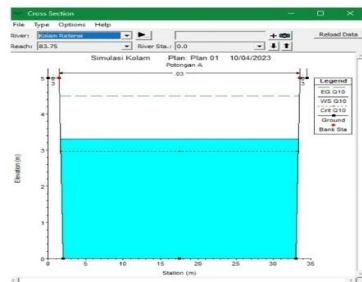 Cross Section
File Type Options Help
River: Kolam Retensi Reload Data
Reach: 83.75 River Sta.: 0.0
Simulasi Kolam Plan: Plan 01 10/04/2023
Potongan A
.03
Legend
EG Q10
WS Q10
Crit Q10
Ground
Bank Sta
Elevation (m)
5
4
3
2
1
0
0 5 10 15 20 25 30 35
Station (m)